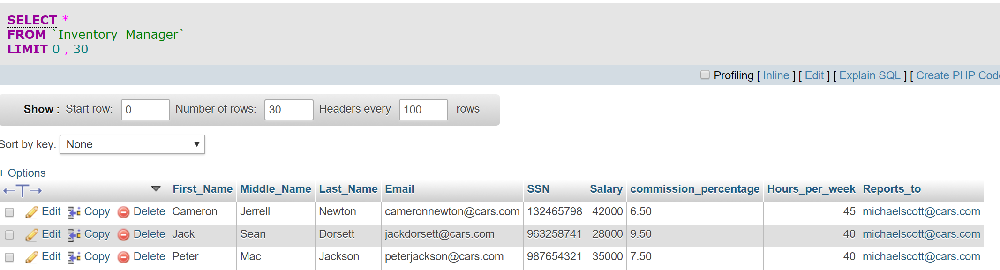 SELECT *
FROM `Inventory_Manager`
LIMIT 0 , 30
Profiling [ Inline ] [ Edit ] [ Explain SQL ] [ Create PHP Code
Show : Start row: 0 Number of rows: 30 Headers every 100 rows
Sort by key: None
+ Options
First_Name Middle_Name Last_Name Email SSN Salary commission_percentage Hours_per_week Reports_to
Edit Copy Delete Cameron Jerrell Newton cameronnewton@cars.com 132465798 42000 6.50 45 michaelscott@cars.com
Edit Copy Delete Jack Sean Dorsett jackdorsett@cars.com 963258741 28000 9.50 40 michaelscott@cars.com
Edit Copy Delete Peter Mac Jackson peterjackson@cars.com 987654321 35000 7.50 40 michaelscott@cars.com